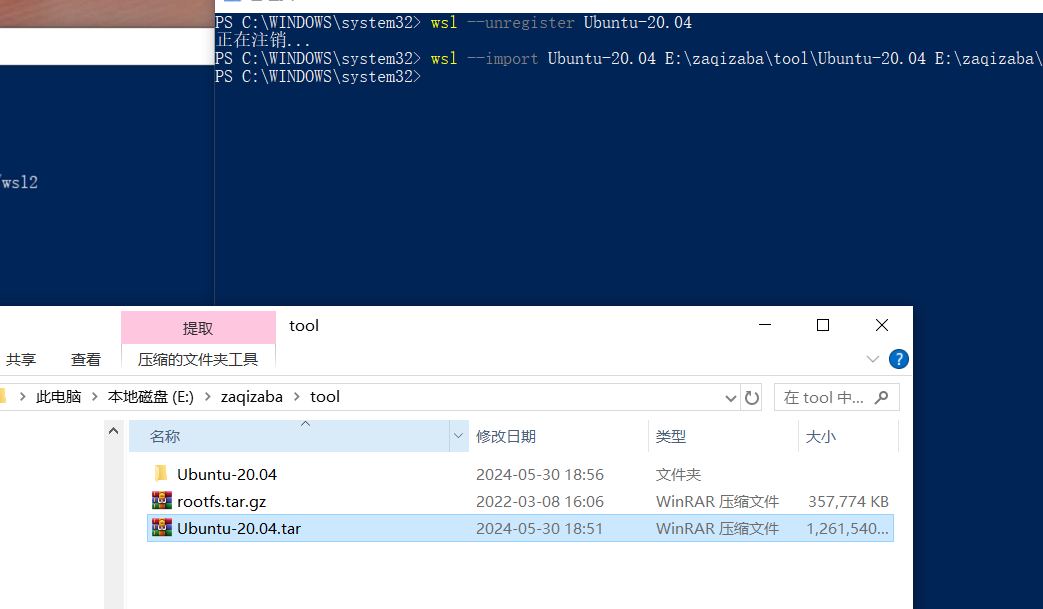 PS C:\WINDOWS\system32> wsl --unregister Ubuntu-20.04
正在注销...
PS C:\WINDOWS\system32> wsl --import Ubuntu-20.04 E:\zaqizaba\tool\Ubuntu-20.04 E:\zaqizaba\
PS C:\WINDOWS\system32>
/wsl2
提取 tool
共享 查看 压缩的文件夹工具 ?
此电脑 > 本地磁盘 (E:) > zaqizaba > tool 在 tool 中...
名称 修改日期 类型 大小
Ubuntu-20.04 2024-05-30 18:56 文件夹
rootfs.tar.gz 2022-03-08 16:06 WinRAR 压缩文件 357,774 KB
Ubuntu-20.04.tar 2024-05-30 18:51 WinRAR 压缩文件 1,261,540...